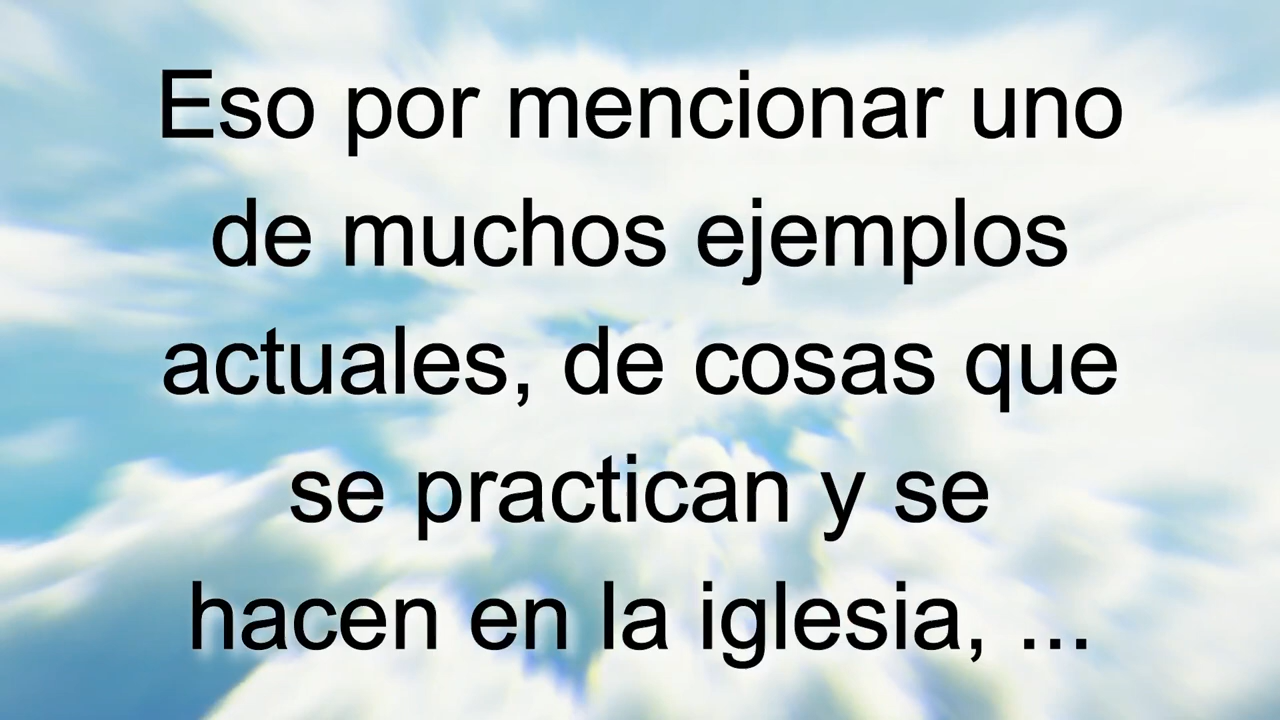 Eso por mencionar uno
de muchos ejemplos
actuales, de cosas que
se practican y se
hacen en la iglesia, ...